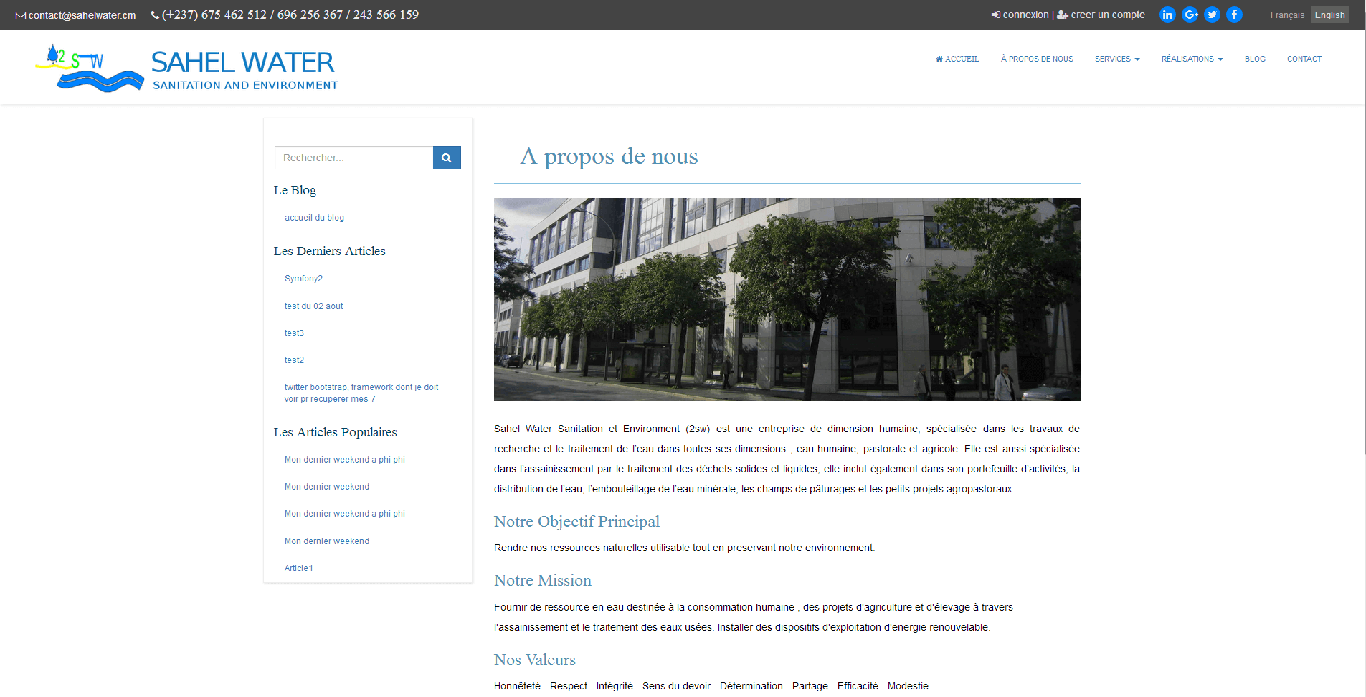 contact@sahelwater.cm (+237) 675 462 512 / 696 256 367 / 243 566 159
connexion | creer un compte
Français English
2 S W
SAHEL WATER
SANITATION AND ENVIRONMENT
ACCUEIL À PROPOS DE NOUS SERVICES RÉALISATIONS BLOG CONTACT
Rechercher...
Le Blog
accueil du blog
Les Derniers Articles
Symfony2
test du 02 aout
test3
test2
twitter bootstrap, framework dont je doit
voir pr recuperer mes 7
Les Articles Populaires
Mon dernier weekend a phi phi
Mon dernier weekend
Mon dernier weekend a phi phi
Mon dernier weekend
Article1
A propos de nous
Sahel Water Sanitation et Environment (2sw) est une entreprise de dimension humaine, spécialisée dans les travaux de
recherche et le traitement de l'eau dans toutes ses dimensions , eau humaine, pastorale et agricole. Elle est aussi spécialisée
dans l'assainissement par le traitement des déchets solides et liquides, elle inclut également dans son portefeuille d'activités, la
distribution de l'eau, l'embouteillage de l'eau minérale, les champs de pâturages et les petits projets agropastoraux.
Notre Objectif Principal
Rendre nos ressources naturelles utilisable tout en preservant notre environnement.
Notre Mission
Fournir de ressource en eau destinée à la consommation humaine , des projets d'agriculture et d'élevage à travers
l'assainissement et le traitement des eaux usées. Installer des dispositifs d'exploitation d'énergie renouvelable.
Nos Valeurs
Honnêteté Respect Intégrité Sens du devoir Détermination Partage Efficacité Modestie